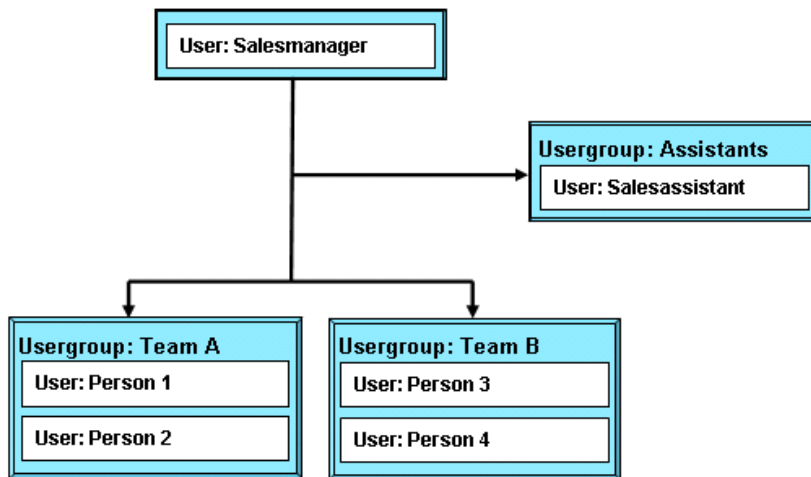 User: Salesmanager
Usergroup: Assistants
User: Salesassistant
Usergroup: Team A
User: Person 1
User: Person 2
Usergroup: Team B
User: Person 3
User: Person 4